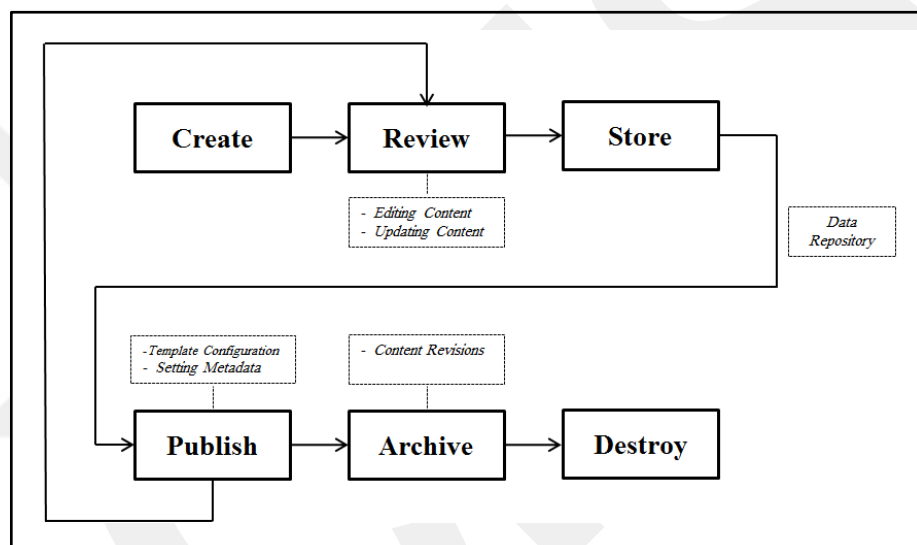 Create
Review
Store
- Editing Content
- Updating Content
Data
Repository
-Template Configuration
- Setting Metadata
- Content Revisions
Publish
Archive
Destroy